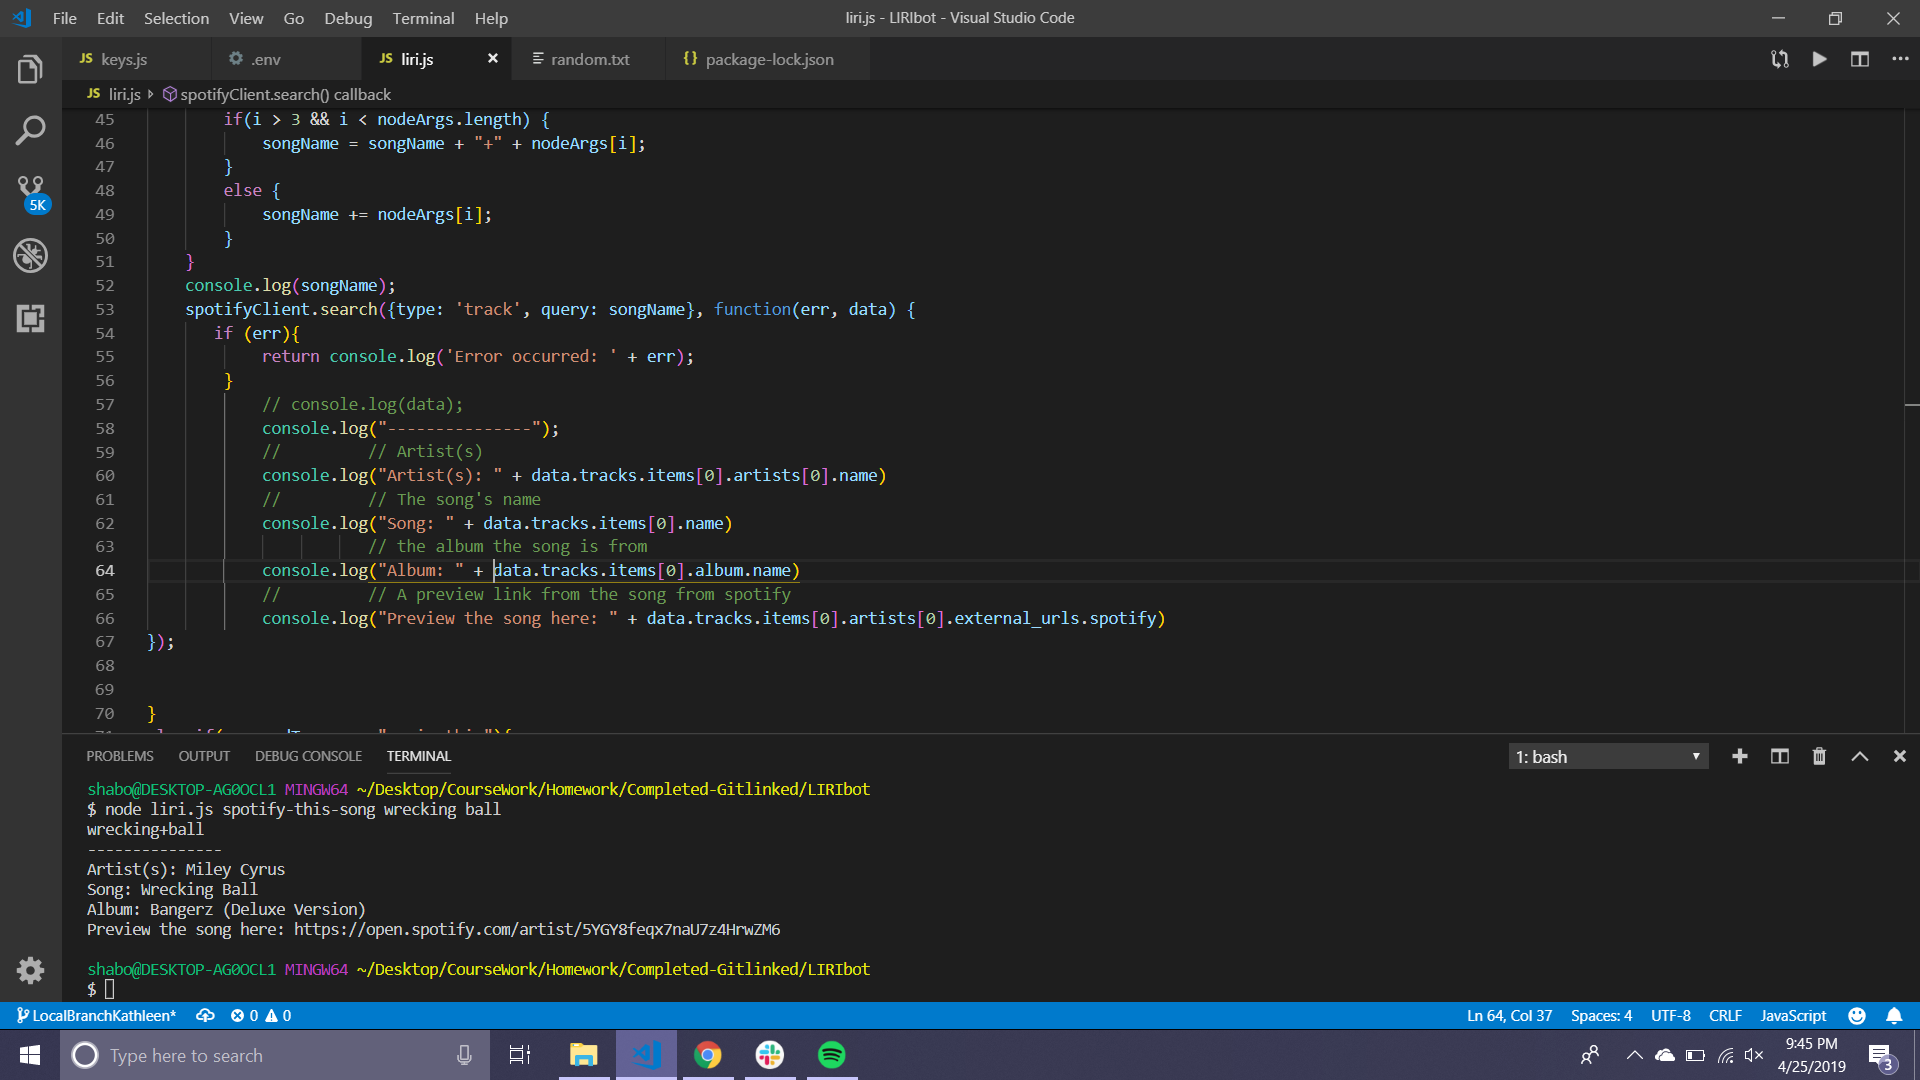 File Edit Selection View Go Debug Terminal Help
liri.js - LIRIbot - Visual Studio Code
JS keys.js
.env
JS liri.js
random.txt
{} package-lock.json
JS liri.js
spotifyClient.search() callback
45 if(i > 3 && i < nodeArgs.length) {
46 songName = songName + "+" + nodeArgs[i];
47 }
48 else {
49 songName += nodeArgs[i];
50 }
51 }
52 console.log(songName);
53 spotifyClient.search({type: 'track', query: songName}, function(err, data) {
54 if (err){
55 return console.log('Error occurred: ' + err);
56 }
57 // console.log(data);
58 console.log("---------------");
59 // // Artist(s)
60 console.log("Artist(s): " + data.tracks.items[0].artists[0].name)
61 // // The song's name
62 console.log("Song: " + data.tracks.items[0].name)
63 // the album the song is from
64 console.log("Album: " + data.tracks.items[0].album.name)
65 // // A preview link from the song from spotify
66 console.log("Preview the song here: " + data.tracks.items[0].artists[0].external_urls.spotify)
67 });
68
69
70 }
5K
PROBLEMS OUTPUT DEBUG CONSOLE TERMINAL
1: bash
shabo@DESKTOP-AG0OCL1 MINGW64 ~/Desktop/CourseWork/Homework/Completed-Gitlinked/LIRIbot
$ node liri.js spotify-this-song wrecking ball
wrecking+ball
---------------
Artist(s): Miley Cyrus
Song: Wrecking Ball
Album: Bangerz (Deluxe Version)
Preview the song here: https://open.spotify.com/artist/5YGY8feqx7naU7z4HrwZM6
shabo@DESKTOP-AG0OCL1 MINGW64 ~/Desktop/CourseWork/Homework/Completed-Gitlinked/LIRIbot
$
LocalBranchKathleen* 0 0
Ln 64, Col 37 Spaces: 4 UTF-8 CRLF JavaScript
Type here to search
9:45 PM
4/25/2019
3